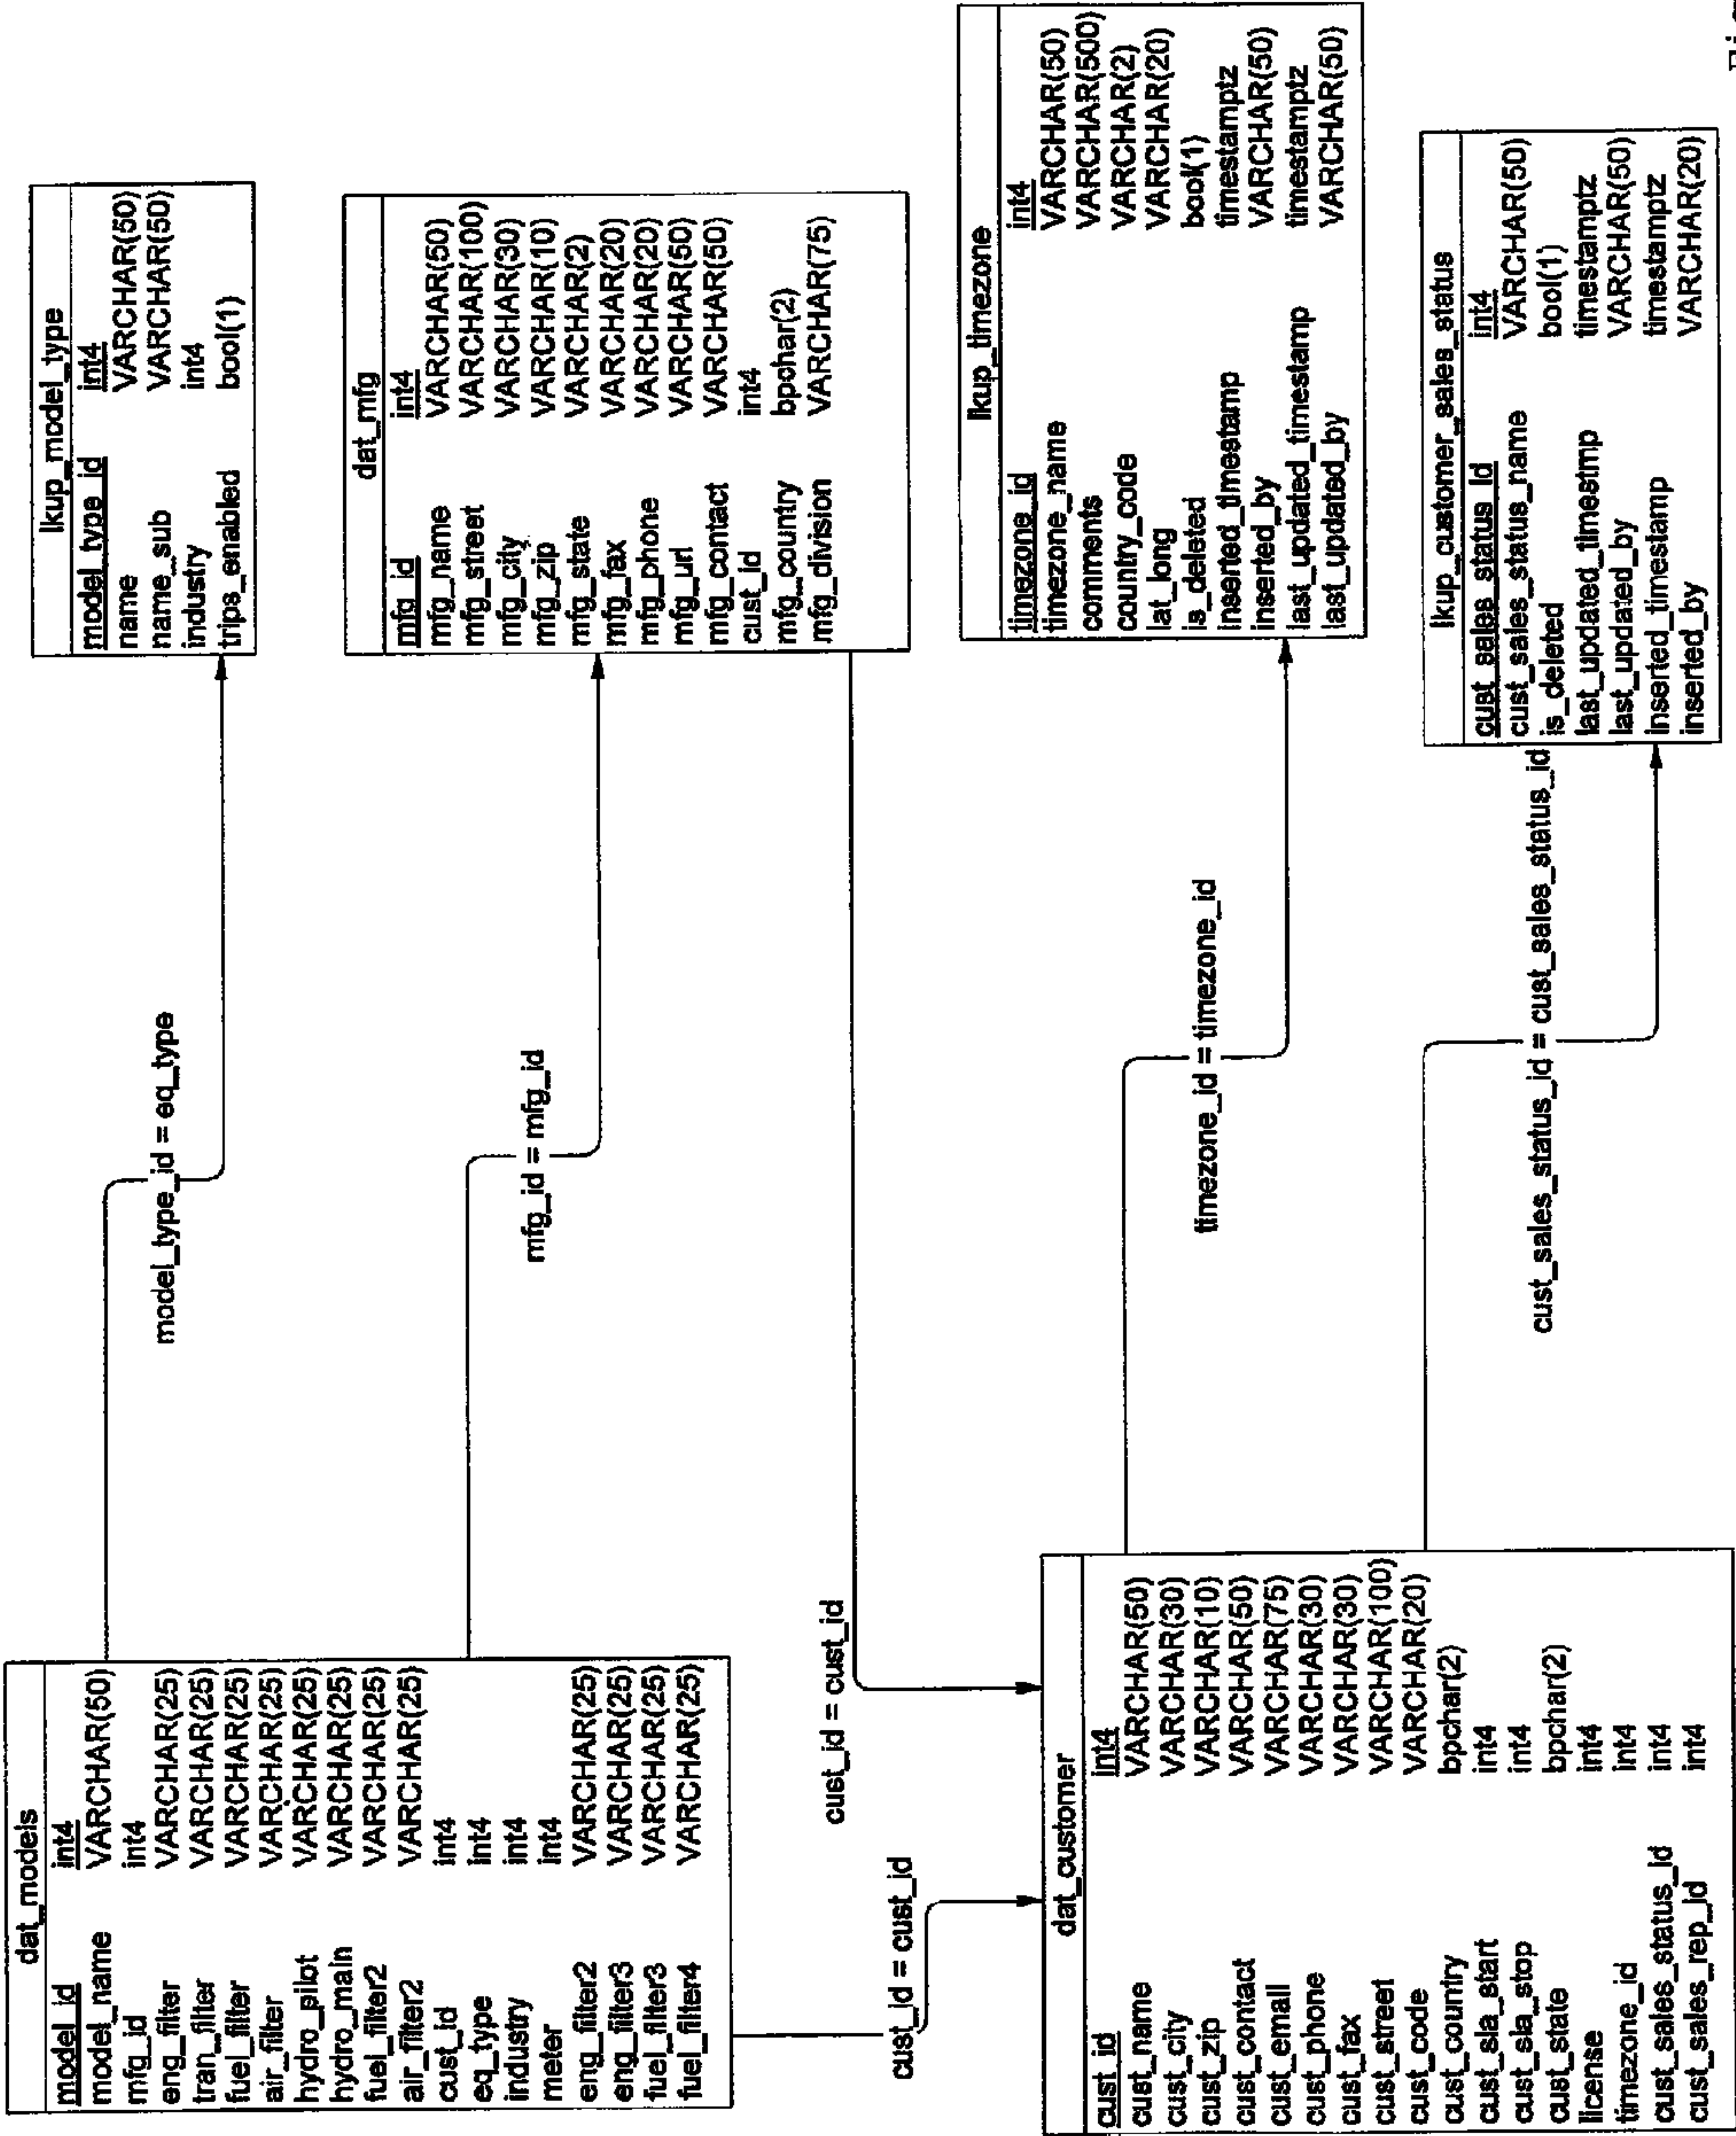 dat_models
model_id int4
model_name VARCHAR(50)
mfg_id int4
eng_filter VARCHAR(25)
tran_filter VARCHAR(25)
fuel_filter VARCHAR(25)
air_filter VARCHAR(25)
hydro_pilot VARCHAR(25)
hydro_main VARCHAR(25)
fuel_filter2 VARCHAR(25)
air_filter2 VARCHAR(25)
cust_id int4
eq_type int4
industry int4
meter int4
eng_filter2 VARCHAR(25)
eng_filter3 VARCHAR(25)
fuel_filter3 VARCHAR(25)
fuel_filter4 VARCHAR(25)
model_type_id = eq_type
lkup_model_type
model_type_id int4
name VARCHAR(50)
name_sub VARCHAR(50)
industry int4
trips_enabled bool(1)
mfg_id = mfg_id
dat_mfg
mfg_id int4
mfg_name VARCHAR(50)
mfg_street VARCHAR(100)
mfg_city VARCHAR(30)
mfg_zip VARCHAR(10)
mfg_state VARCHAR(2)
mfg_fax VARCHAR(20)
mfg_phone VARCHAR(20)
mfg_url VARCHAR(50)
mfg_contact VARCHAR(50)
cust_id int4
mfg_country bpchar(2)
mfg_division VARCHAR(75)
cust_id = cust_id
cust_id = cust_id
dat_customer
cust_id int4
cust_name VARCHAR(50)
cust_city VARCHAR(30)
cust_zip VARCHAR(10)
cust_contact VARCHAR(50)
cust_email VARCHAR(75)
cust_phone VARCHAR(30)
cust_fax VARCHAR(30)
cust_street VARCHAR(100)
cust_code VARCHAR(20)
cust_country bpchar(2)
cust_sla_start int4
cust_sla_stop int4
cust_state bpchar(2)
license int4
timezone_id int4
cust_sales_status_id int4
cust_sales_rep_id int4
timezone_id = timezone_id
lkup_timezone
timezone_id int4
timezone_name VARCHAR(50)
comments VARCHAR(500)
country_code VARCHAR(2)
lat_long VARCHAR(20)
is_deleted bool(1)
inserted_timestamp timestamptz
inserted_by VARCHAR(50)
last_updated_timestamp timestamptz
last_updated_by VARCHAR(50)
cust_sales_status_id = cust_sales_status_id
lkup_customer_sales_status
cust_sales_status_id int4
cust_sales_status_name VARCHAR(50)
is_deleted bool(1)
last_updated_timestmp timestamptz
last_updated_by VARCHAR(50)
inserted_timestamp timestamptz
inserted_by VARCHAR(20)